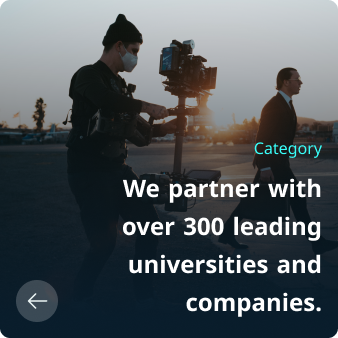 Category
We partner with
over 300 leading
universities and
companies.